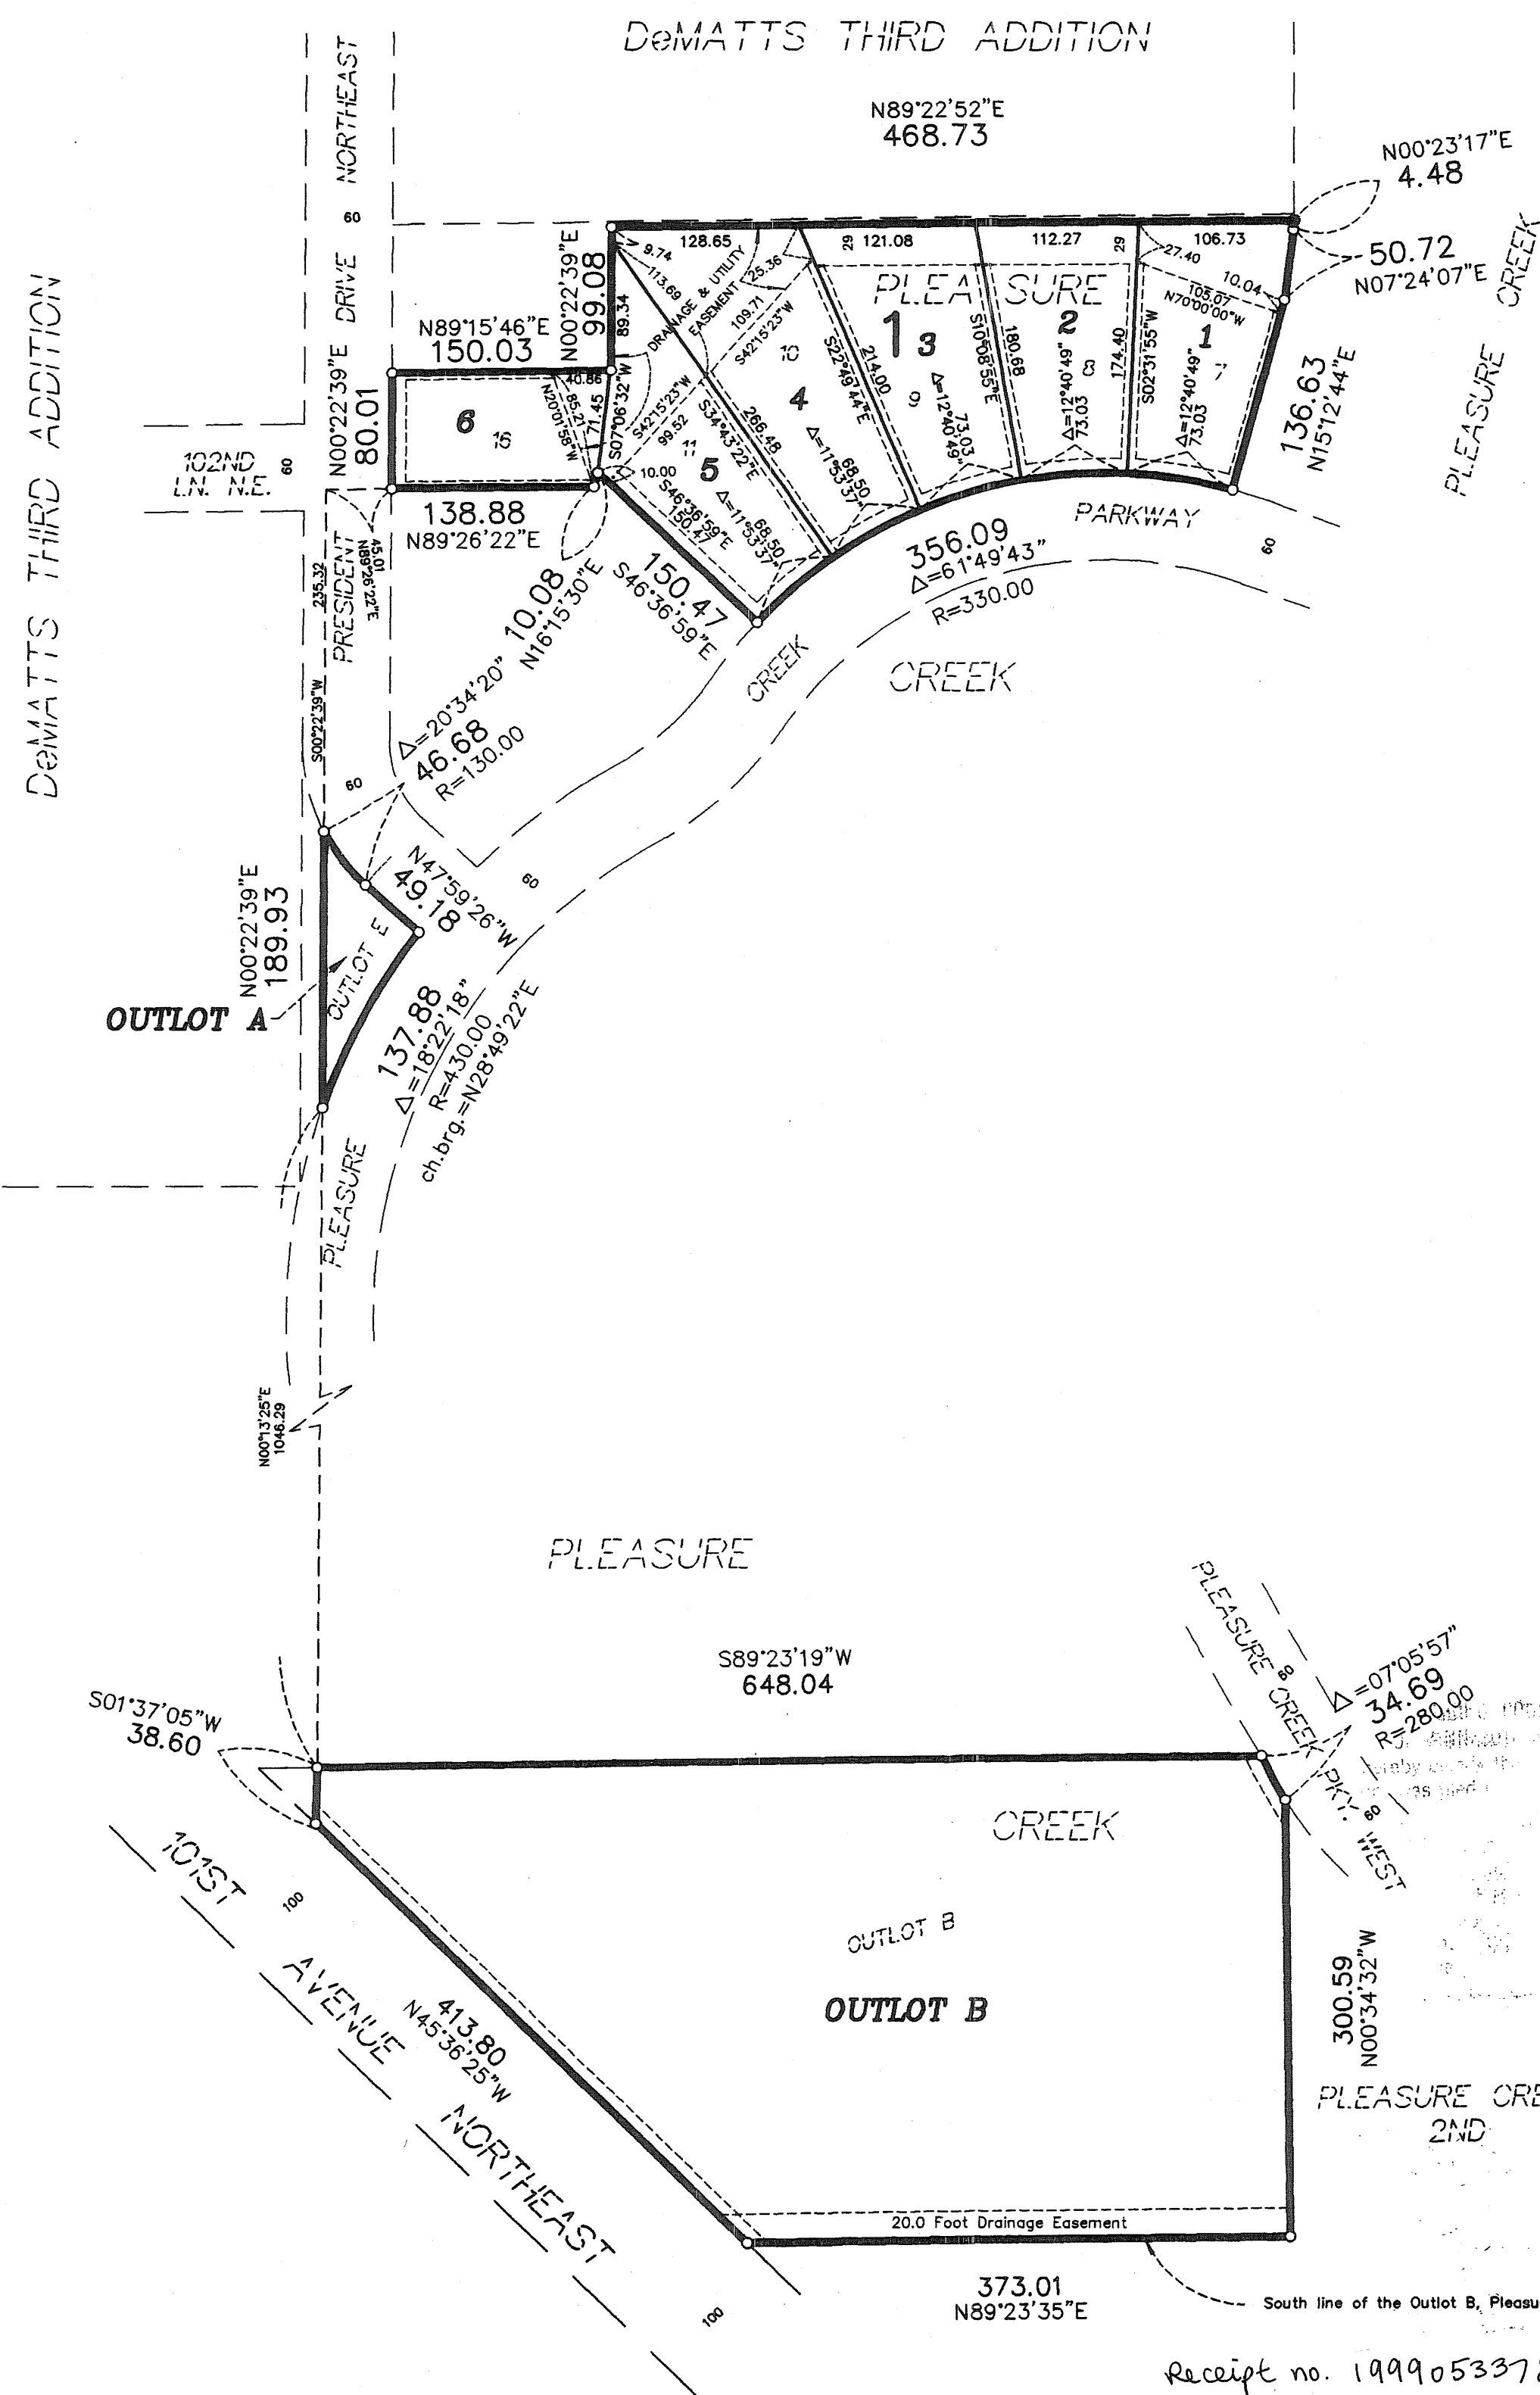 DeMATTS THIRD ADDITION
N89°22'52"E
468.73
N00°23'17"E
4.48
50.72
N07°24'07"E
CREEK
PLEASURE
136.63
N15°12'44"E
NORTHEAST
60
DRIVE
DeMATTS THIRD ADDITION
128.65
29
121.08
112.27
29
106.73
9.74
113.69
25.36
27.40
DRAINAGE & UTILITY
EASEMENT
PLEA SURE
10.04
105.07
N70°00'00"W
N00°22'39"E
99.08
89.34
109.71
S42°15'23"W
10
1
3
2
1
9
8
7
4
S22°49'44"E
214.00
S10°08'55"E
180.68
174.40
S02°31'55"W
Δ=12°40'49"
73.03
Δ=12°40'49"
73.03
Δ=12°40'49"
73.03
N89°15'46"E
150.03
N00°22'39"E
80.01
40.86
6
N20°01'58"W
85.21
71.45
S07°06'32"W
S42°15'23"W
99.52
11
5
S34°43'22"E
266.48
Δ=11°53'37"
68.50
Δ=11°53'37"
68.50
10.00
S46°36'59"E
150.47
102ND
LN. N.E.
60
138.88
N89°26'22"E
PARKWAY
60
356.09
Δ=61°49'43"
R=330.00
150.47
S46°36'59"E
10.08
N16°15'30"E
45.01
N89°26'22"E
PRESIDENT
235.32
S00°22'39"W
CREEK
CREEK
60
Δ=20°34'20"
46.68
R=130.00
N47°59'26"W
49.18
60
N00°22'39"E
189.93
OUTLOT E
OUTLOT A
137.88
Δ=18°22'18"
R=430.00
ch.brg.=N28°49'22"E
PLEASURE
N00°13'25"E
1046.29
PLEASURE
S89°23'19"W
648.04
PLEASURE CREEK PKY. WEST
60
60
Δ=07°05'57"
34.69
R=280.00
S01°37'05"W
38.60
CREEK
101ST AVENUE NORTHEAST
100
OUTLOT B
OUTLOT B
300.59
N00°34'32"W
413.80
N45°36'25"W
PLEASURE CRE
2ND
20.0 Foot Drainage Easement
373.01
N89°23'35"E
South line of the Outlot B, Pleasu
100
Receipt no. 199905337